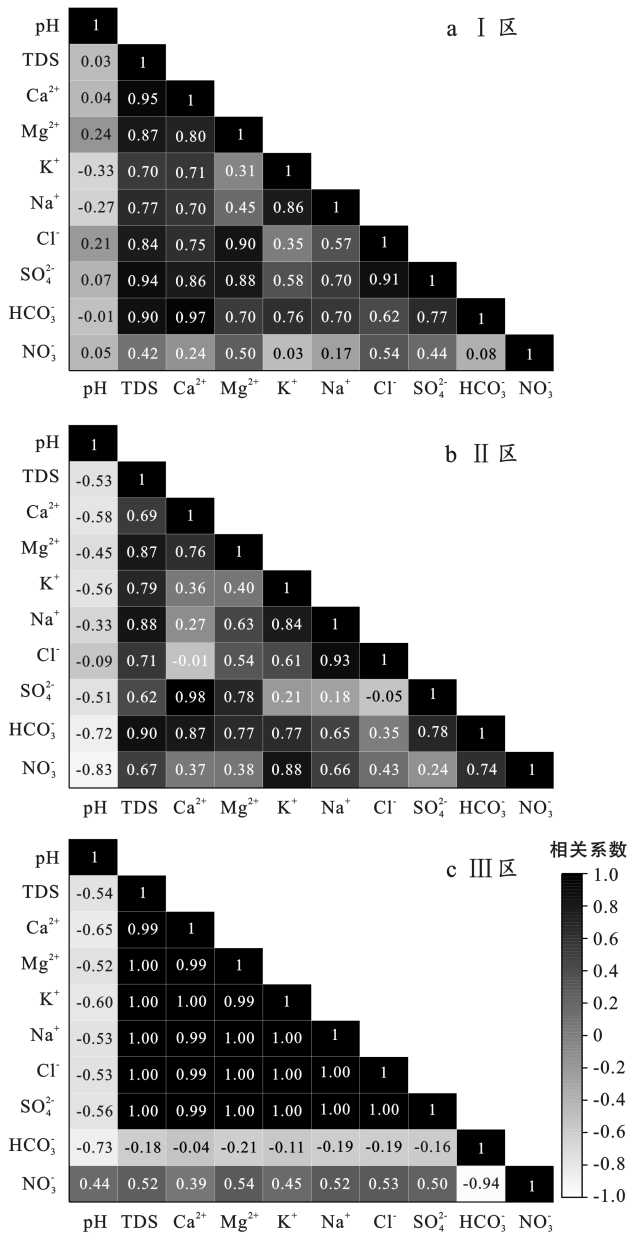 a Ⅰ区
pH 1
TDS 0.03 1
Ca²⁺ 0.04 0.95 1
Mg²⁺ 0.24 0.87 0.80 1
K⁺ -0.33 0.70 0.71 0.31 1
Na⁺ -0.27 0.77 0.70 0.45 0.86 1
Cl⁻ 0.21 0.84 0.75 0.90 0.35 0.57 1
SO₄²⁻ 0.07 0.94 0.86 0.88 0.58 0.70 0.91 1
HCO₃⁻ -0.01 0.90 0.97 0.70 0.76 0.70 0.62 0.77 1
NO₃⁻ 0.05 0.42 0.24 0.50 0.03 0.17 0.54 0.44 0.08 1
pH TDS Ca²⁺ Mg²⁺ K⁺ Na⁺ Cl⁻ SO₄²⁻ HCO₃⁻ NO₃⁻
b Ⅱ区
pH 1
TDS -0.53 1
Ca²⁺ -0.58 0.69 1
Mg²⁺ -0.45 0.87 0.76 1
K⁺ -0.56 0.79 0.36 0.40 1
Na⁺ -0.33 0.88 0.27 0.63 0.84 1
Cl⁻ -0.09 0.71 -0.01 0.54 0.61 0.93 1
SO₄²⁻ -0.51 0.62 0.98 0.78 0.21 0.18 -0.05 1
HCO₃⁻ -0.72 0.90 0.87 0.77 0.77 0.65 0.35 0.78 1
NO₃⁻ -0.83 0.67 0.37 0.38 0.88 0.66 0.43 0.24 0.74 1
pH TDS Ca²⁺ Mg²⁺ K⁺ Na⁺ Cl⁻ SO₄²⁻ HCO₃⁻ NO₃⁻
c Ⅲ区
pH 1
TDS -0.54 1
Ca²⁺ -0.65 0.99 1
Mg²⁺ -0.52 1.00 0.99 1
K⁺ -0.60 1.00 1.00 0.99 1
Na⁺ -0.53 1.00 0.99 1.00 1.00 1
Cl⁻ -0.53 1.00 0.99 1.00 1.00 1.00 1
SO₄²⁻ -0.56 1.00 0.99 1.00 1.00 1.00 1.00 1
HCO₃⁻ -0.73 -0.18 -0.04 -0.21 -0.11 -0.19 -0.19 -0.16 1
NO₃⁻ 0.44 0.52 0.39 0.54 0.45 0.52 0.53 0.50 -0.94 1
pH TDS Ca²⁺ Mg²⁺ K⁺ Na⁺ Cl⁻ SO₄²⁻ HCO₃⁻ NO₃⁻
相关系数
1.0
0.8
0.6
0.4
0.2
0
-0.2
-0.4
-0.6
-0.8
-1.0